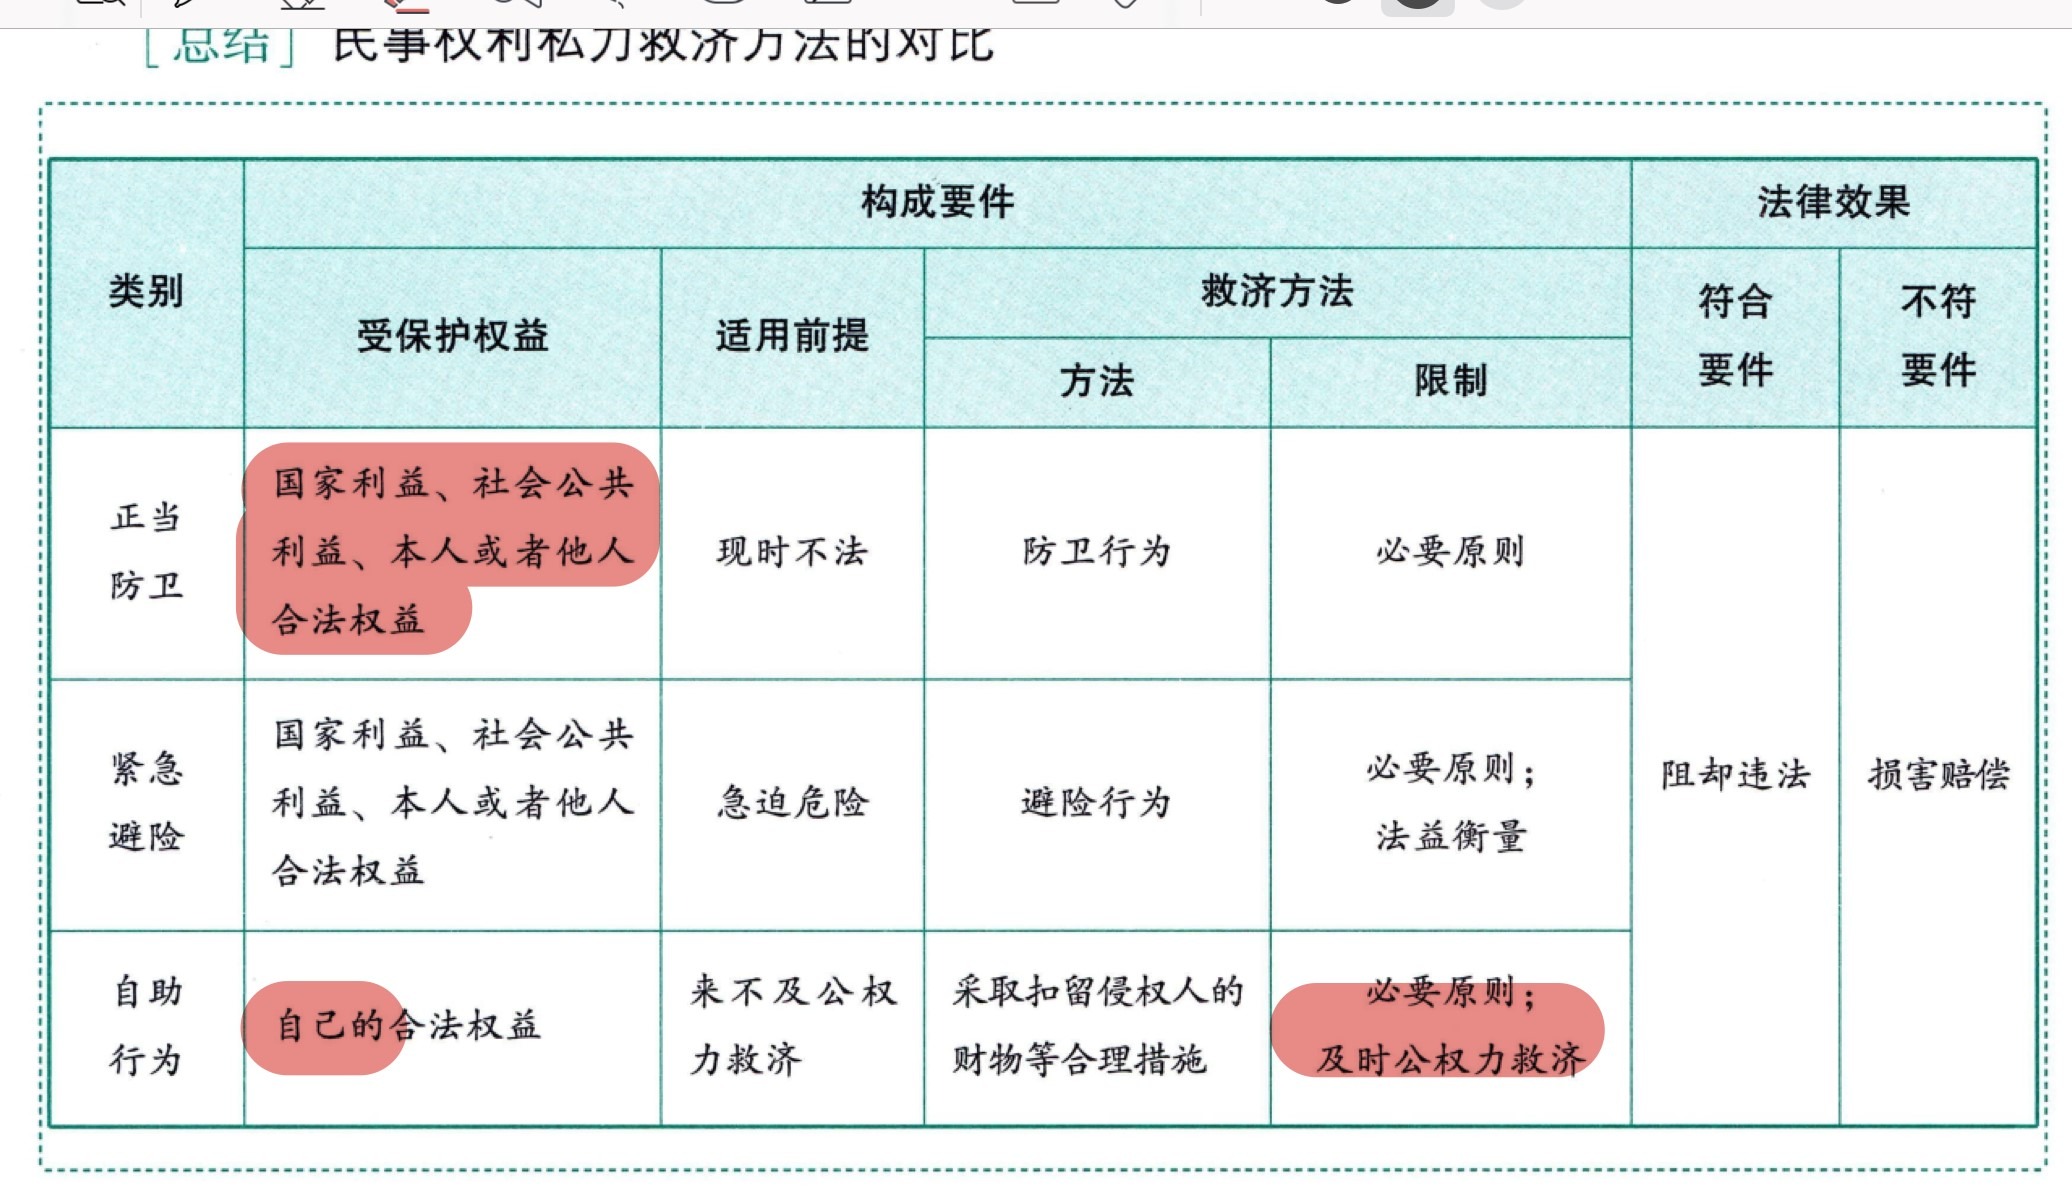 [总结] 民事权利私力救济方法的对比
类别
构成要件
法律效果
受保护权益
适用前提
救济方法
方法
限制
符合
要件
不符
要件
正当
防卫
国家利益、社会公共
利益、本人或者他人
合法权益
现时不法
防卫行为
必要原则
紧急
避险
国家利益、社会公共
利益、本人或者他人
合法权益
急迫危险
避险行为
必要原则；
法益衡量
阻却违法
损害赔偿
自助
行为
自己的合法权益
来不及公权
力救济
采取扣留侵权人的
财物等合理措施
必要原则；
及时公权力救济